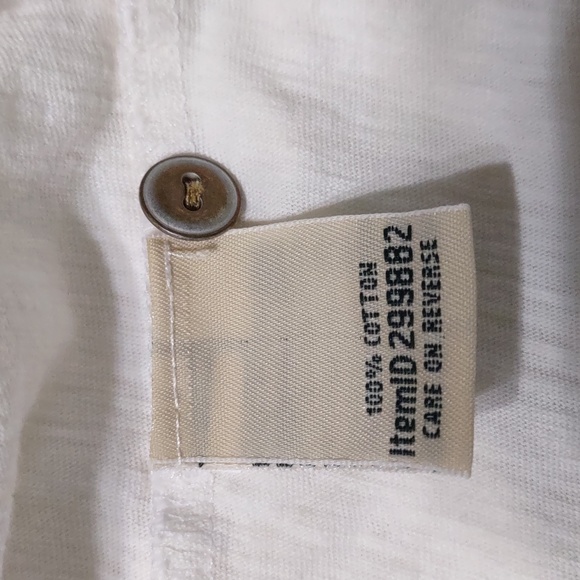 100% COTTON
ItemID 299882
CARE ON REVERSE